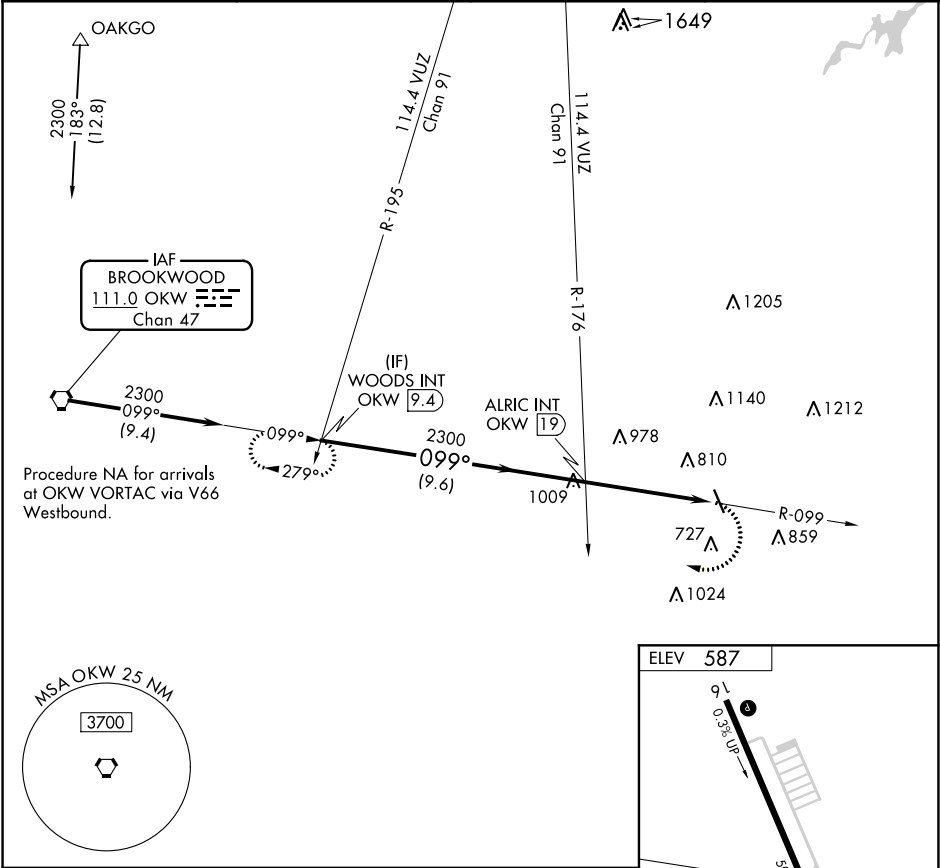 OAKGO
2300
183°
(12.8)
114.4 VUZ
Chan 91
R-195
114.4 VUZ
Chan 91
R-176
1649
IAF
BROOKWOOD
111.0 OKW
Chan 47
1205
(IF)
WOODS INT
OKW 9.4
ALRIC INT
OKW 19
1140
1212
978
810
2300
099°
(9.4)
099°
279°
2300
099°
(9.6)
1009
R-099
727
859
1024
Procedure NA for arrivals
at OKW VORTAC via V66
Westbound.
MSA OKW 25 NM
3700
ELEV 587
16
P
0.3% UP